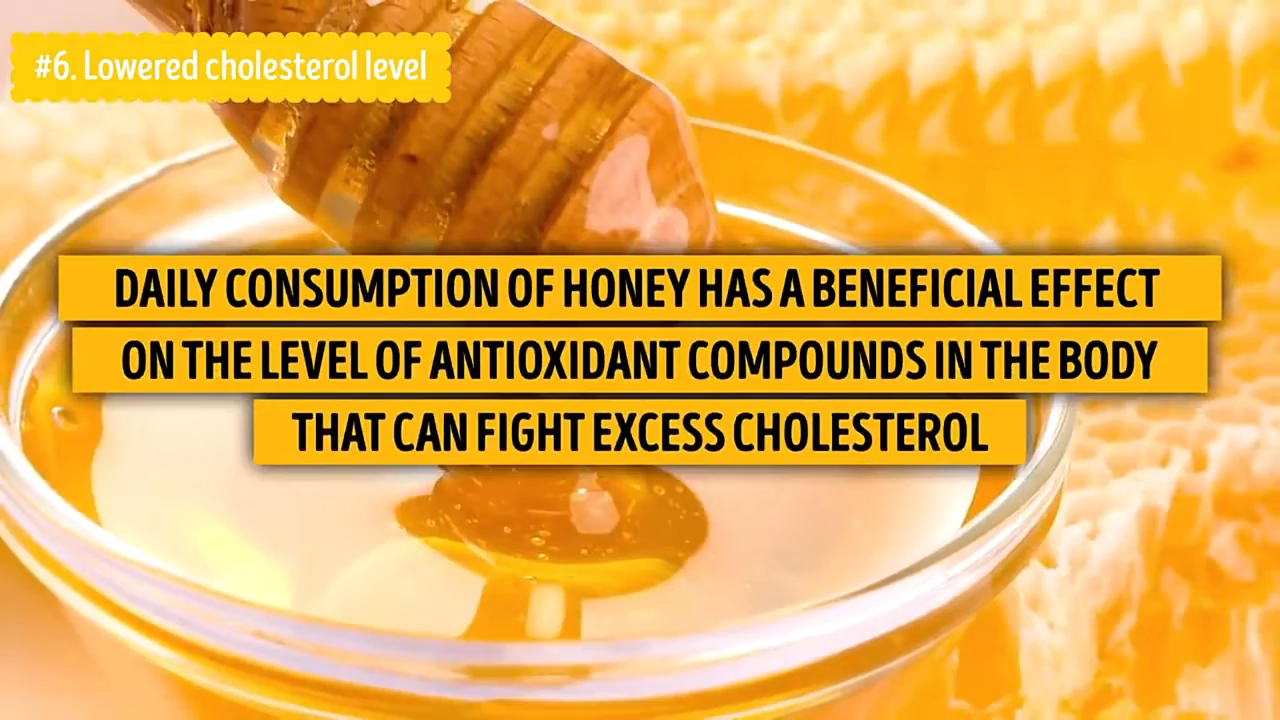 #6. Lowered cholesterol level
DAILY CONSUMPTION OF HONEY HAS A BENEFICIAL EFFECT
ON THE LEVEL OF ANTIOXIDANT COMPOUNDS IN THE BODY
THAT CAN FIGHT EXCESS CHOLESTEROL